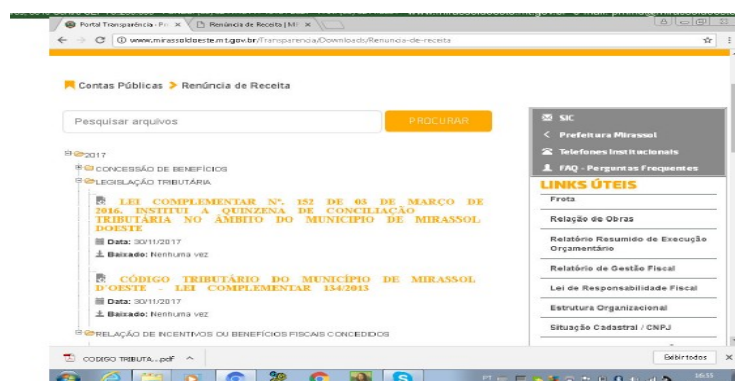 Portal Transparência - Pr
Renúncia de Receita | M
www.mirassoldoeste.mt.gov.br/Transparencia/Downloads/Renuncia-de-receita
Contas Públicas > Renúncia de Receita
Pesquisar arquivos
PROCURAR
2017
CONCESSÃO DE BENEFÍCIOS
LEGISLAÇÃO TRIBUTÁRIA
LEI COMPLEMENTAR Nº. 152 DE 03 DE MARÇO DE
2016. INSTITUI A QUINZENA DE CONCILIAÇÃO
TRIBUTÁRIA NO ÂMBITO DO MUNICIPIO DE MIRASSOL
DOESTE
Data: 30/11/2017
Baixado: Nenhuma vez
CÓDIGO TRIBUTÁRIO DO MUNICÍPIO DE MIRASSOL
D'OESTE - LEI COMPLEMENTAR 134/2013
Data: 30/11/2017
Baixado: Nenhuma vez
RELAÇÃO DE INCENTIVOS OU BENEFÍCIOS FISCAIS CONCEDIDOS
SIC
Prefeitura Mirassol
Telefones Institucionais
FAQ - Perguntas Frequentes
LINKS ÚTEIS
Frota
Relação de Obras
Relatório Resumido de Execução
Orçamentário
Relatório de Gestão Fiscal
Lei de Responsabilidade Fiscal
Estrutura Organizacional
Situação Cadastral / CNPJ
CODIGO TRIBUTA....pdf
Exibir todos
16:55